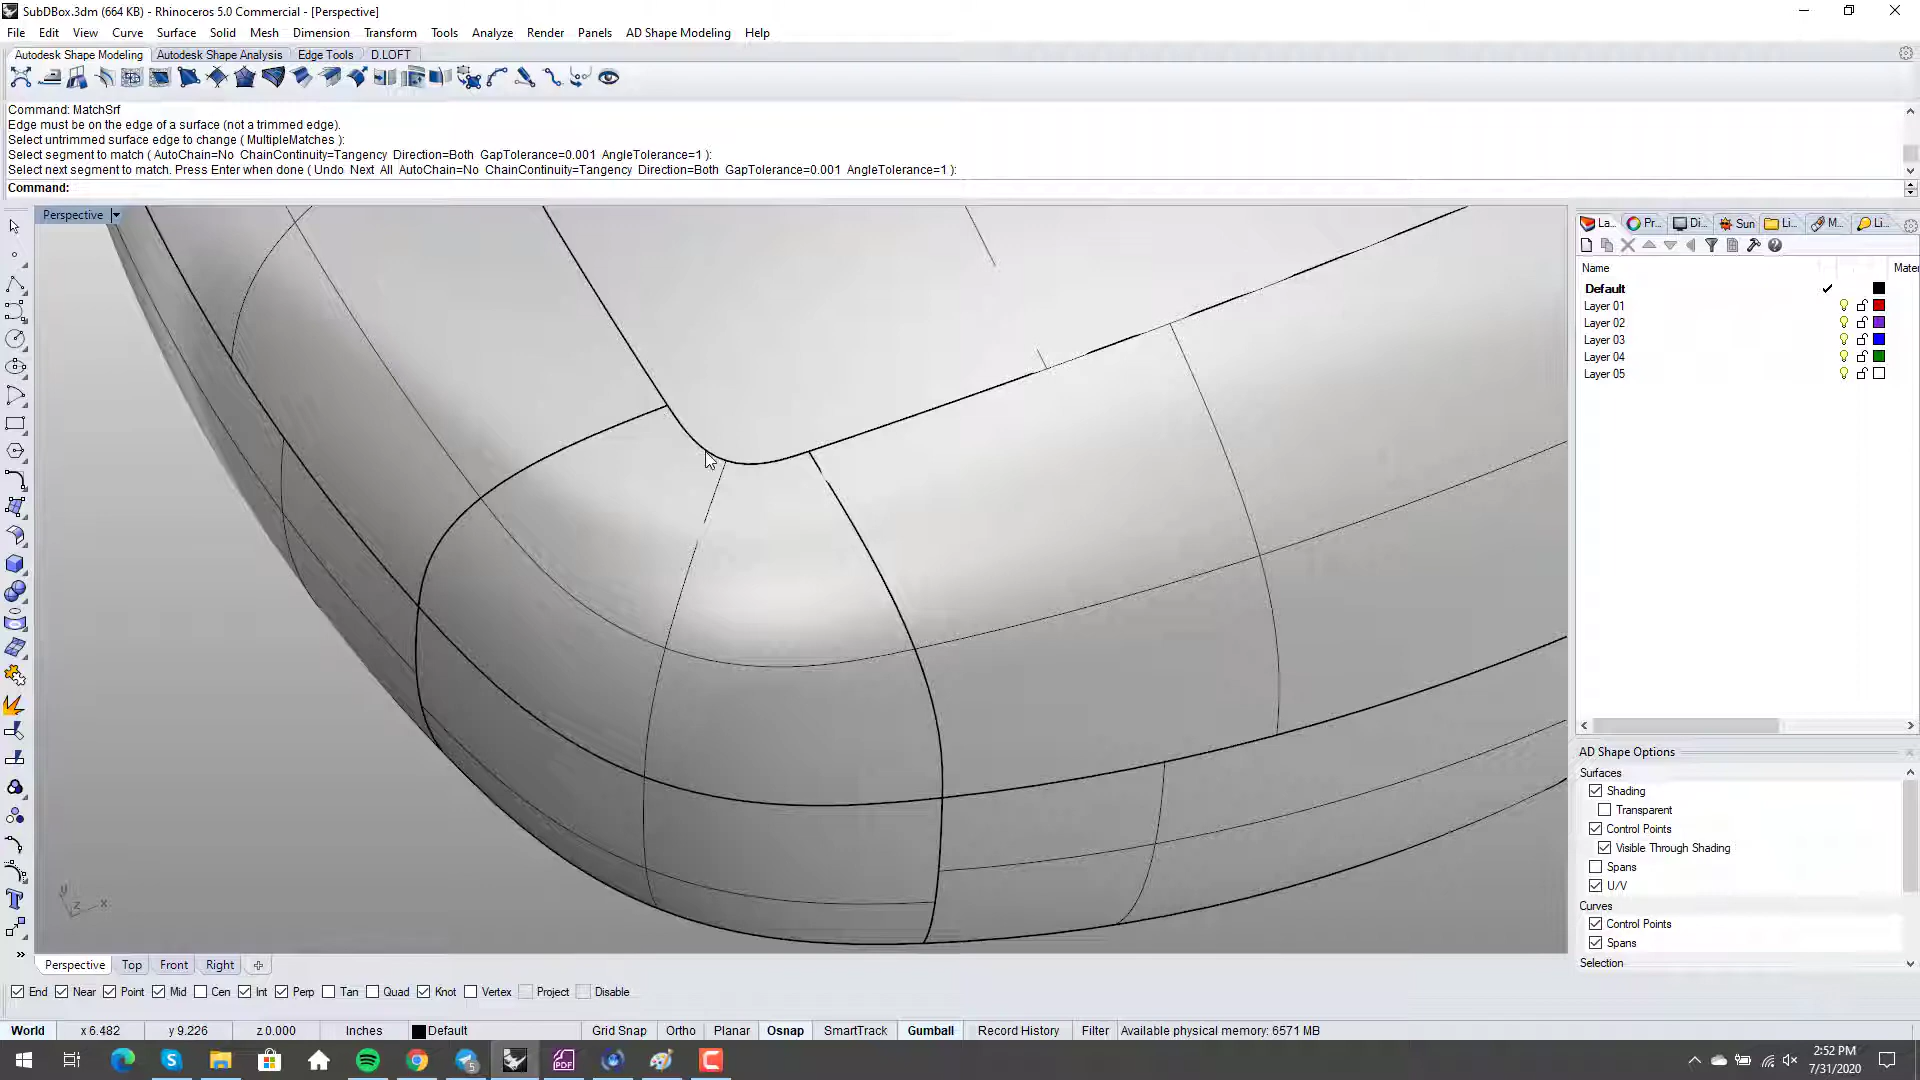 SubDBox.3dm (664 KB) - Rhinoceros 5.0 Commercial - [Perspective]
File Edit View Curve Surface Solid Mesh Dimension Transform Tools Analyze Render Panels AD Shape Modeling Help
Autodesk Shape Modeling Autodesk Shape Analysis Edge Tools D.LOFT
Command: MatchSrf
Edge must be on the edge of a surface (not a trimmed edge).
Select untrimmed surface edge to change ( MultipleMatches ):
Select segment to match ( AutoChain=No ChainContinuity=Tangency Direction=Both GapTolerance=0.001 AngleTolerance=1 ):
Select next segment to match. Press Enter when done ( Undo Next All AutoChain=No ChainContinuity=Tangency Direction=Both GapTolerance=0.001 AngleTolerance=1 ):
Command:
Perspective
La... Pr... Di... Sun Li... M... Li...
Name Mater
Default
Layer 01
Layer 02
Layer 03
Layer 04
Layer 05
AD Shape Options
Surfaces
Shading
Transparent
Control Points
Visible Through Shading
Spans
U/V
Curves
Control Points
Spans
Selection
y z x
Perspective Top Front Right
End Near Point Mid Cen Int Perp Tan Quad Knot Vertex Project Disable
World x 6.482 y 9.226 z 0.000 Inches Default Grid Snap Ortho Planar Osnap SmartTrack Gumball Record History Filter Available physical memory: 6571 MB
5
PDF
2:52 PM
7/31/2020